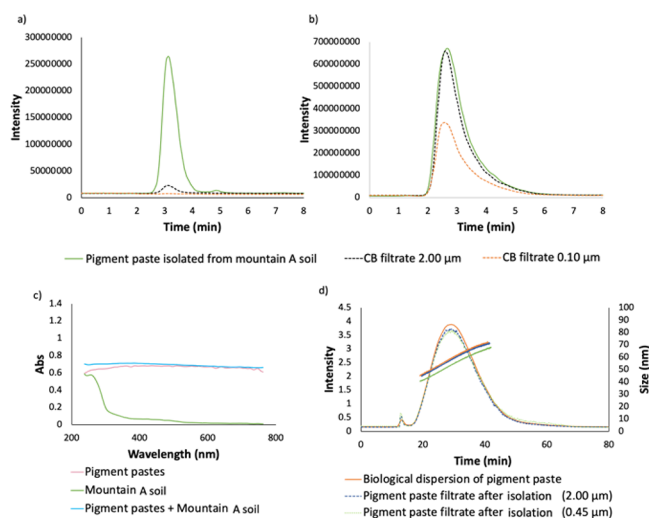 a)
b)
300000000
250000000
200000000
150000000
100000000
50000000
0
Intensity
0 1 2 3 4 5 6 7 8
Time (min)
700000000
600000000
500000000
400000000
300000000
200000000
100000000
0
Intensity
0 1 2 3 4 5 6 7 8
Time (min)
Pigment paste isolated from mountain A soil
CB filtrate 2.00 µm
CB filtrate 0.10 µm
c)
1.4
1.2
1
0.8
0.6
0.4
0.2
0
Abs
200 400 600 800
Wavelength (nm)
Pigment pastes
Mountain A soil
Pigment pastes + Mountain A soil
d)
4.5
4
3.5
3
2.5
2
1.5
1
0.5
0
Intensity
100
90
80
70
60
50
40
30
20
10
0
Size (nm)
0 20 40 60 80
Time (min)
Biological dispersion of pigment paste
Pigment paste filtrate after isolation (2.00 µm)
Pigment paste filtrate after isolation (0.45 µm)